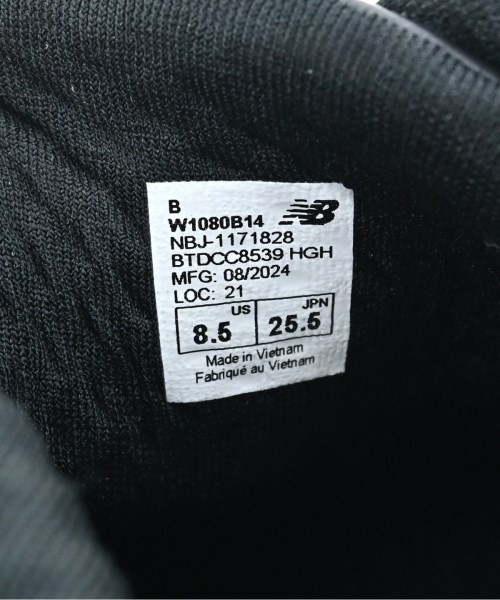 B
W1080B14 NB
NBJ-1171828
BTDCC8539 HGH
MFG: 08/2024
LOC: 21
US JPN
8.5 25.5
Made in Vietnam
Fabriqué au Vietnam